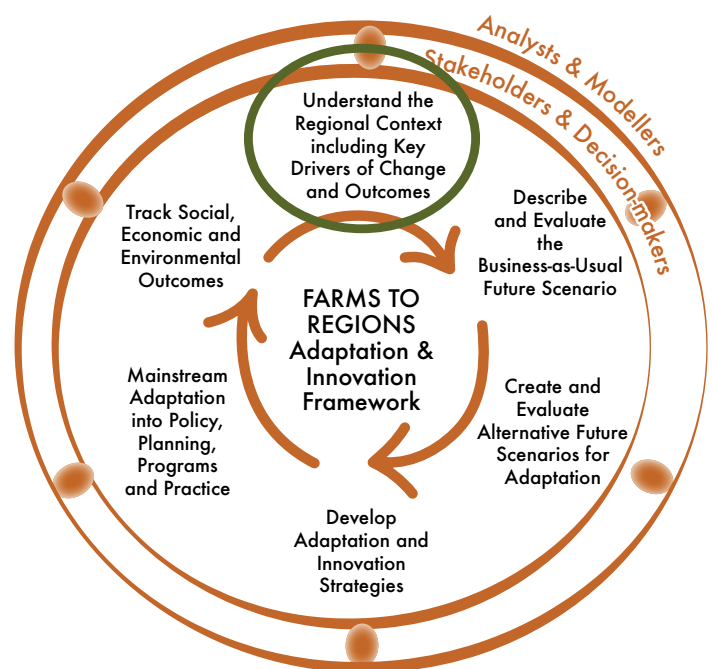 Analysts & Modellers
Stakeholders & Decision-makers
Understand the
Regional Context
including Key
Drivers of Change
and Outcomes
Describe
and Evaluate
the
Business-as-Usual
Future Scenario
Create and
Evaluate
Alternative Future
Scenarios for
Adaptation
Develop
Adaptation and
Innovation
Strategies
Mainstream
Adaptation
into Policy,
Planning,
Programs
and Practice
Track Social,
Economic and
Environmental
Outcomes
FARMS TO
REGIONS
Adaptation &
Innovation
Framework